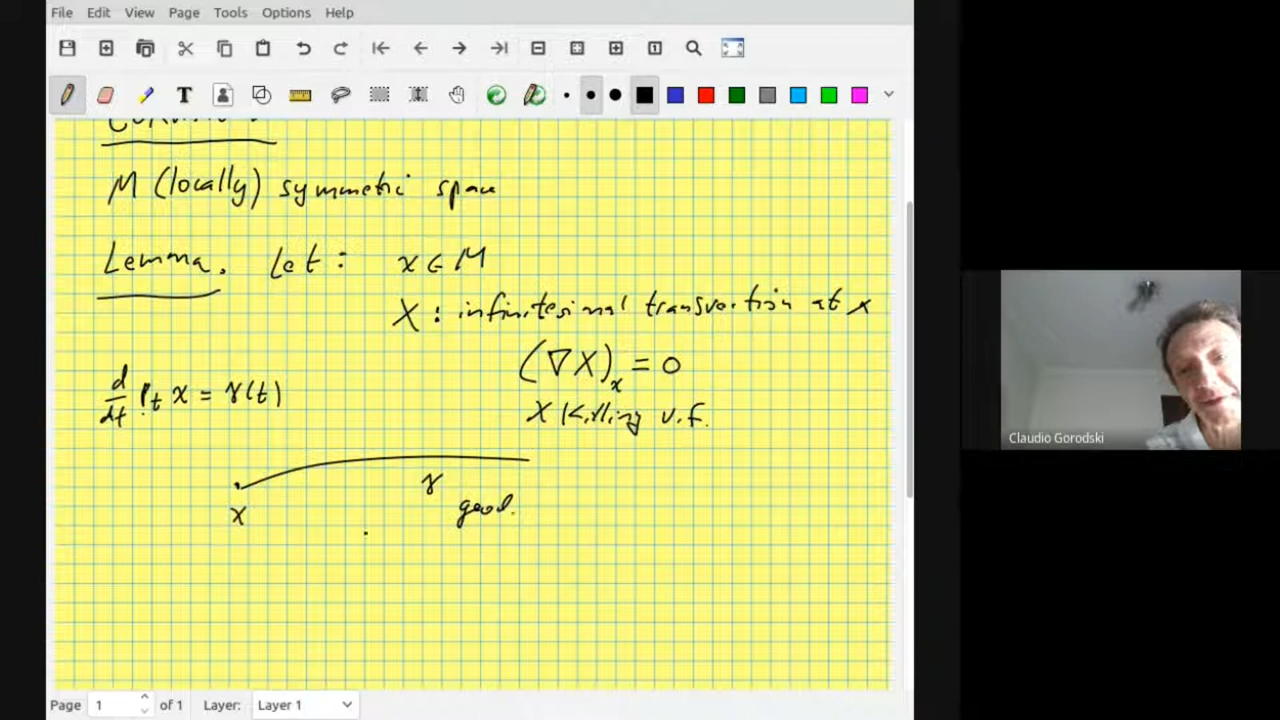 File Edit View Page Tools Options Help
M (locally) symmetric space
Lemma. Let : x ∈ M
X : infinitesimal transvection at x
(∇X)ₓ = 0
d/dt pₜ x = γ(t)
X Killing v.f.
γ
x
geod.
Claudio Gorodski
Page 1 of 1 Layer: Layer 1